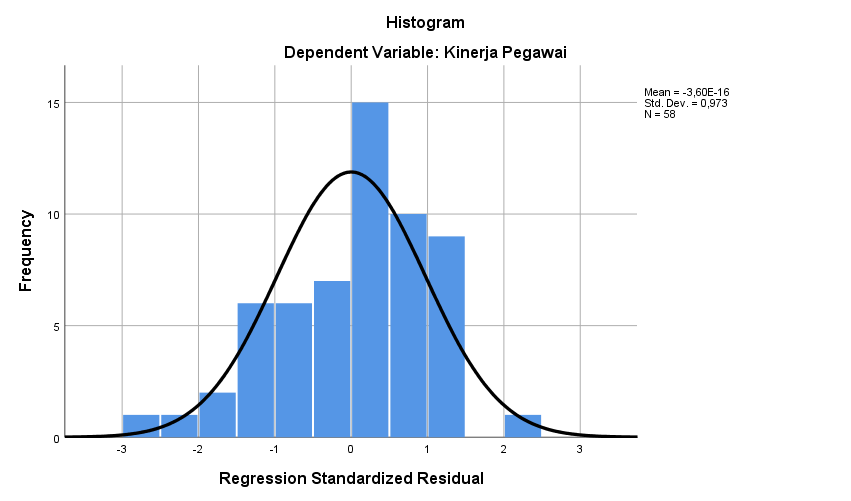 Histogram
Dependent Variable: Kinerja Pegawai
Mean = -3,60E-16
Std. Dev. = 0,973
N = 58
Frequency
15
10
5
0
-3
-2
-1
0
1
2
3
Regression Standardized Residual